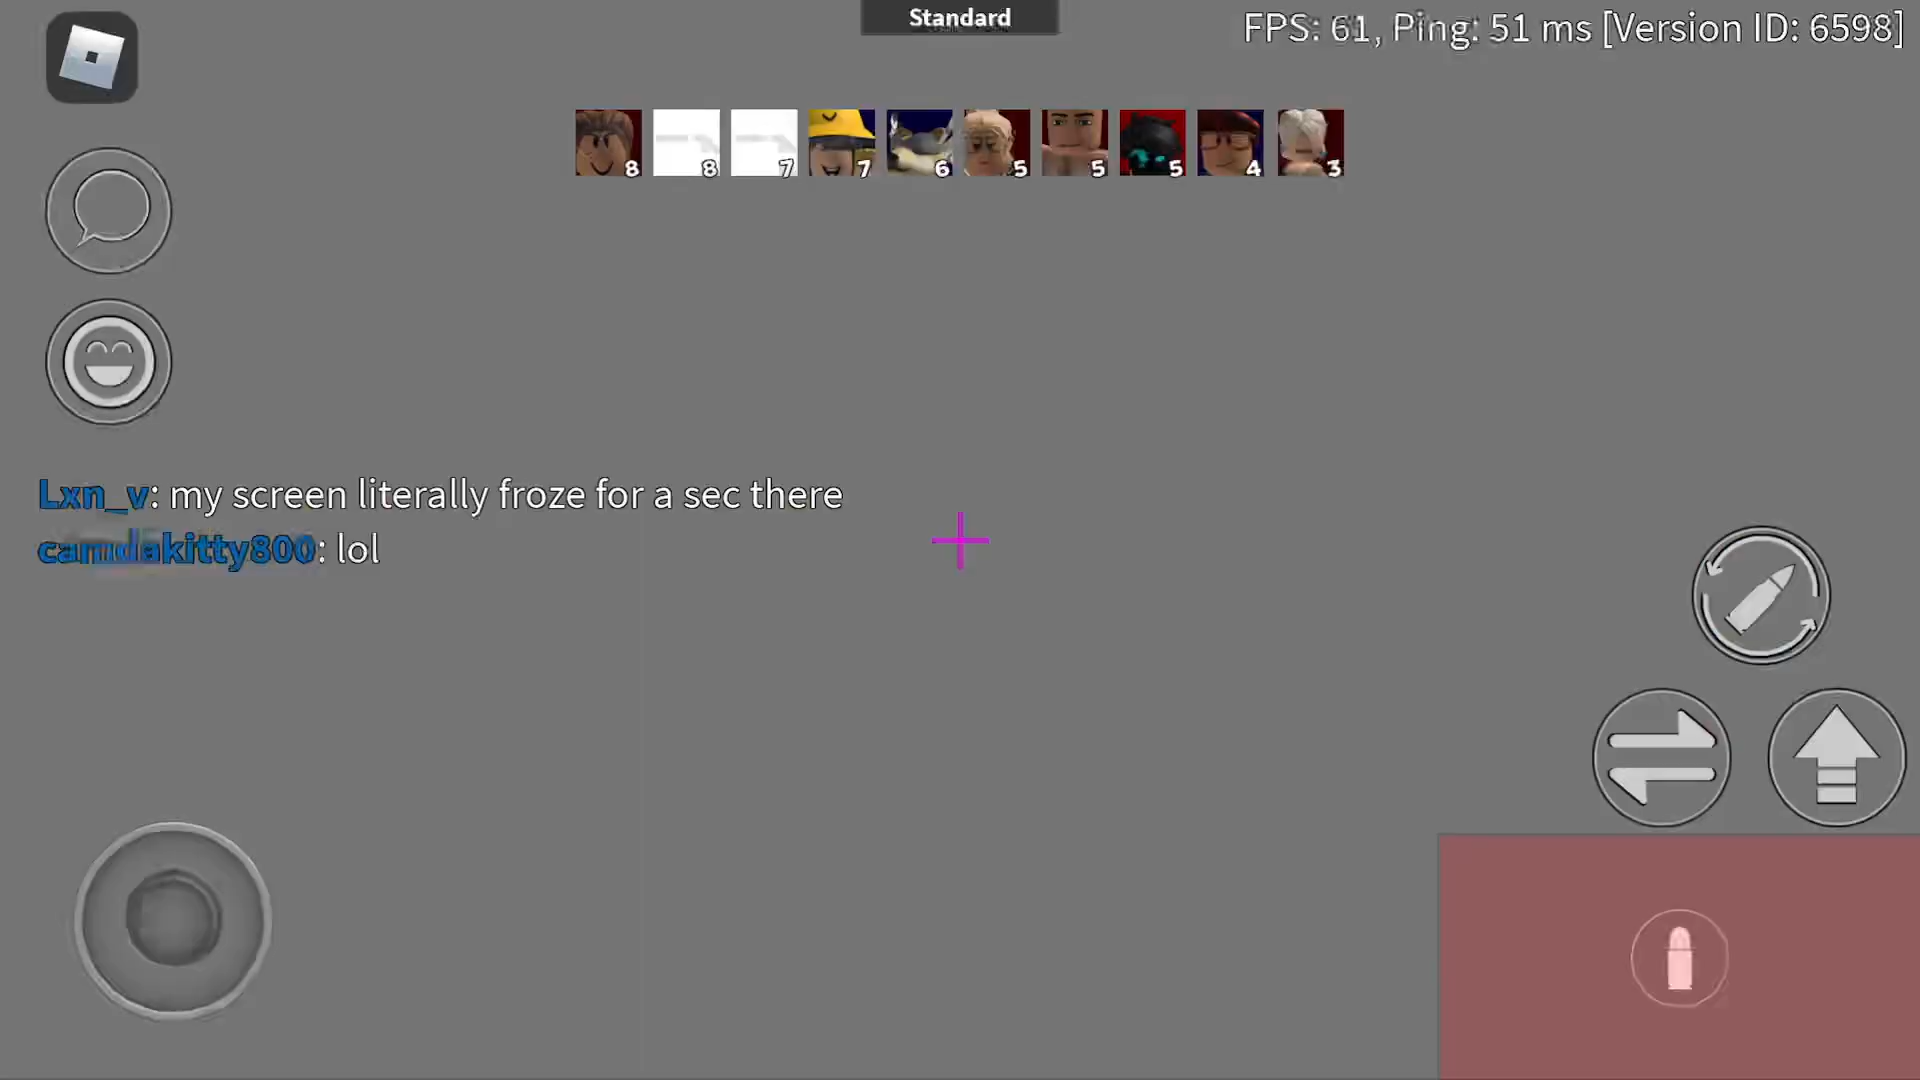 Standard
FPS: 61, Ping: 51 ms [Version ID: 6598]
8 8 7 7 6 5 5 5 4 3
Lxn_v: my screen literally froze for a sec there
camdakitty800: lol